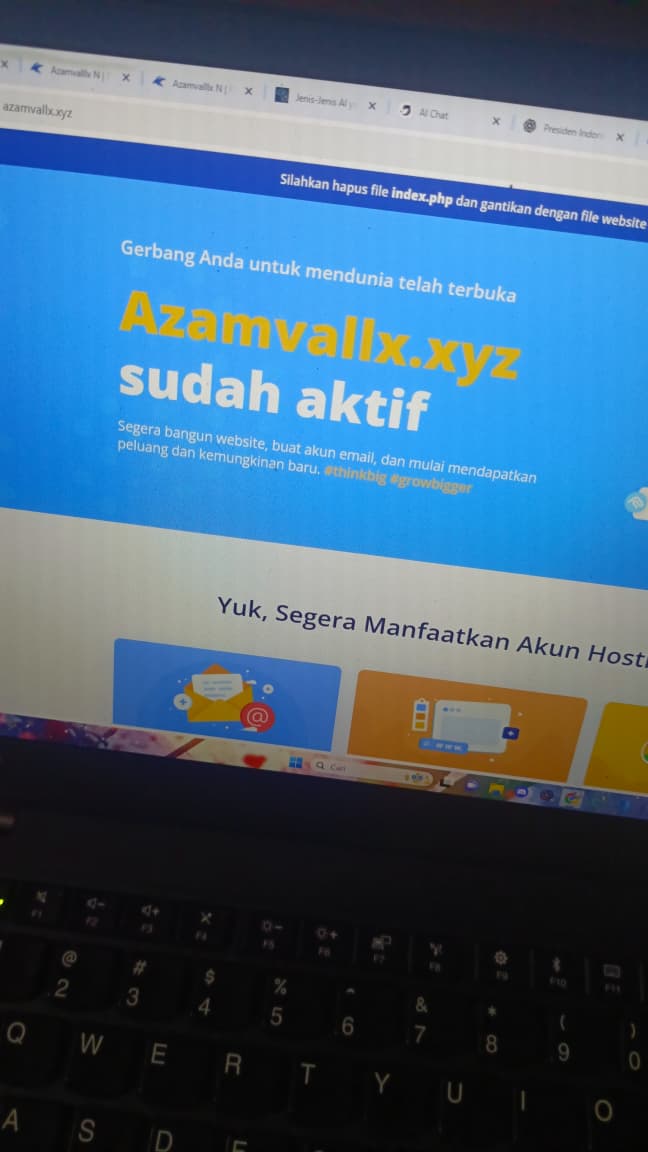 Azamvallx N |
Azamvallx N |
Jenis-Jenis AI y
AI Chat
Presiden Indon
azamvallx.xyz
Silahkan hapus file index.php dan gantikan dengan file website
Gerbang Anda untuk mendunia telah terbuka
Azamvallx.xyz
sudah aktif
Segera bangun website, buat akun email, dan mulai mendapatkan
peluang dan kemungkinan baru. #thinkbig #growbigger
Yuk, Segera Manfaatkan Akun Hosti
@
WWW
Cari
F1 F2 F3 F4 F5 F6 F7 F8 F9 F10 F11
@ # $ % ^ & * ( )
2 3 4 5 6 7 8 9 0
Q W E R T Y U I O
A S D F